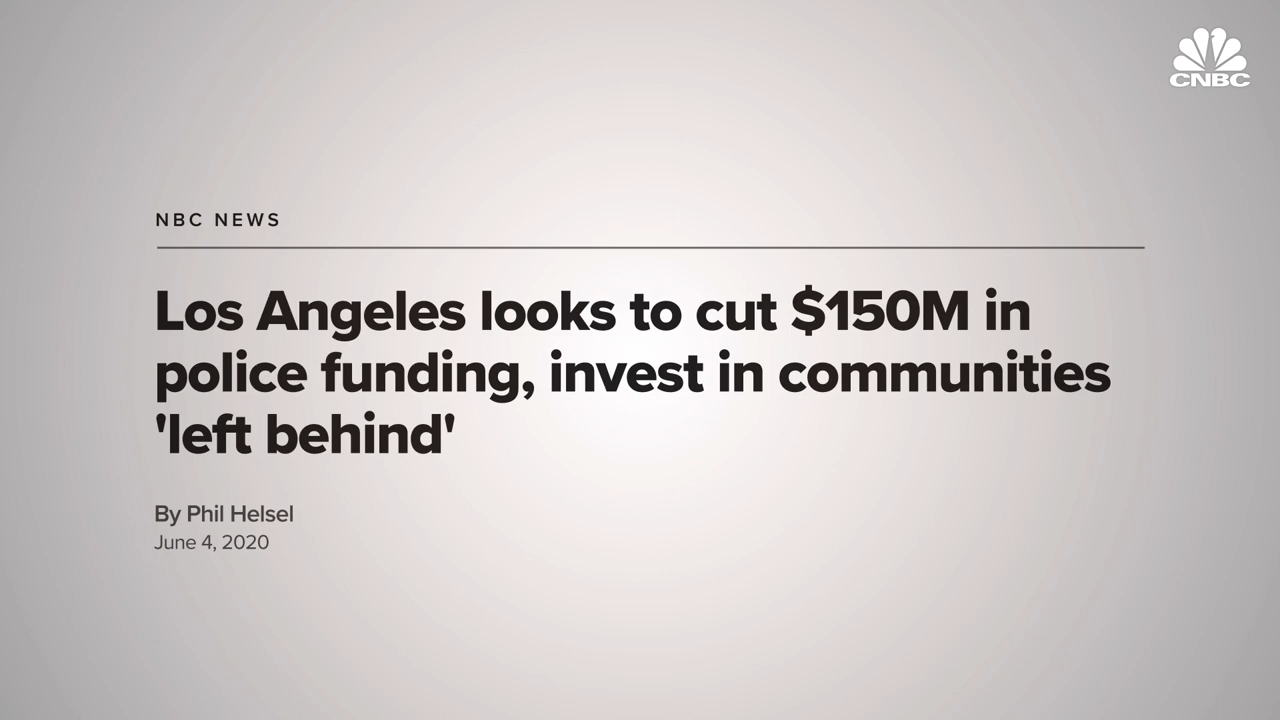 CNBC
NBC NEWS
Los Angeles looks to cut $150M in
police funding, invest in communities
'left behind'
By Phil Helsel
June 4, 2020